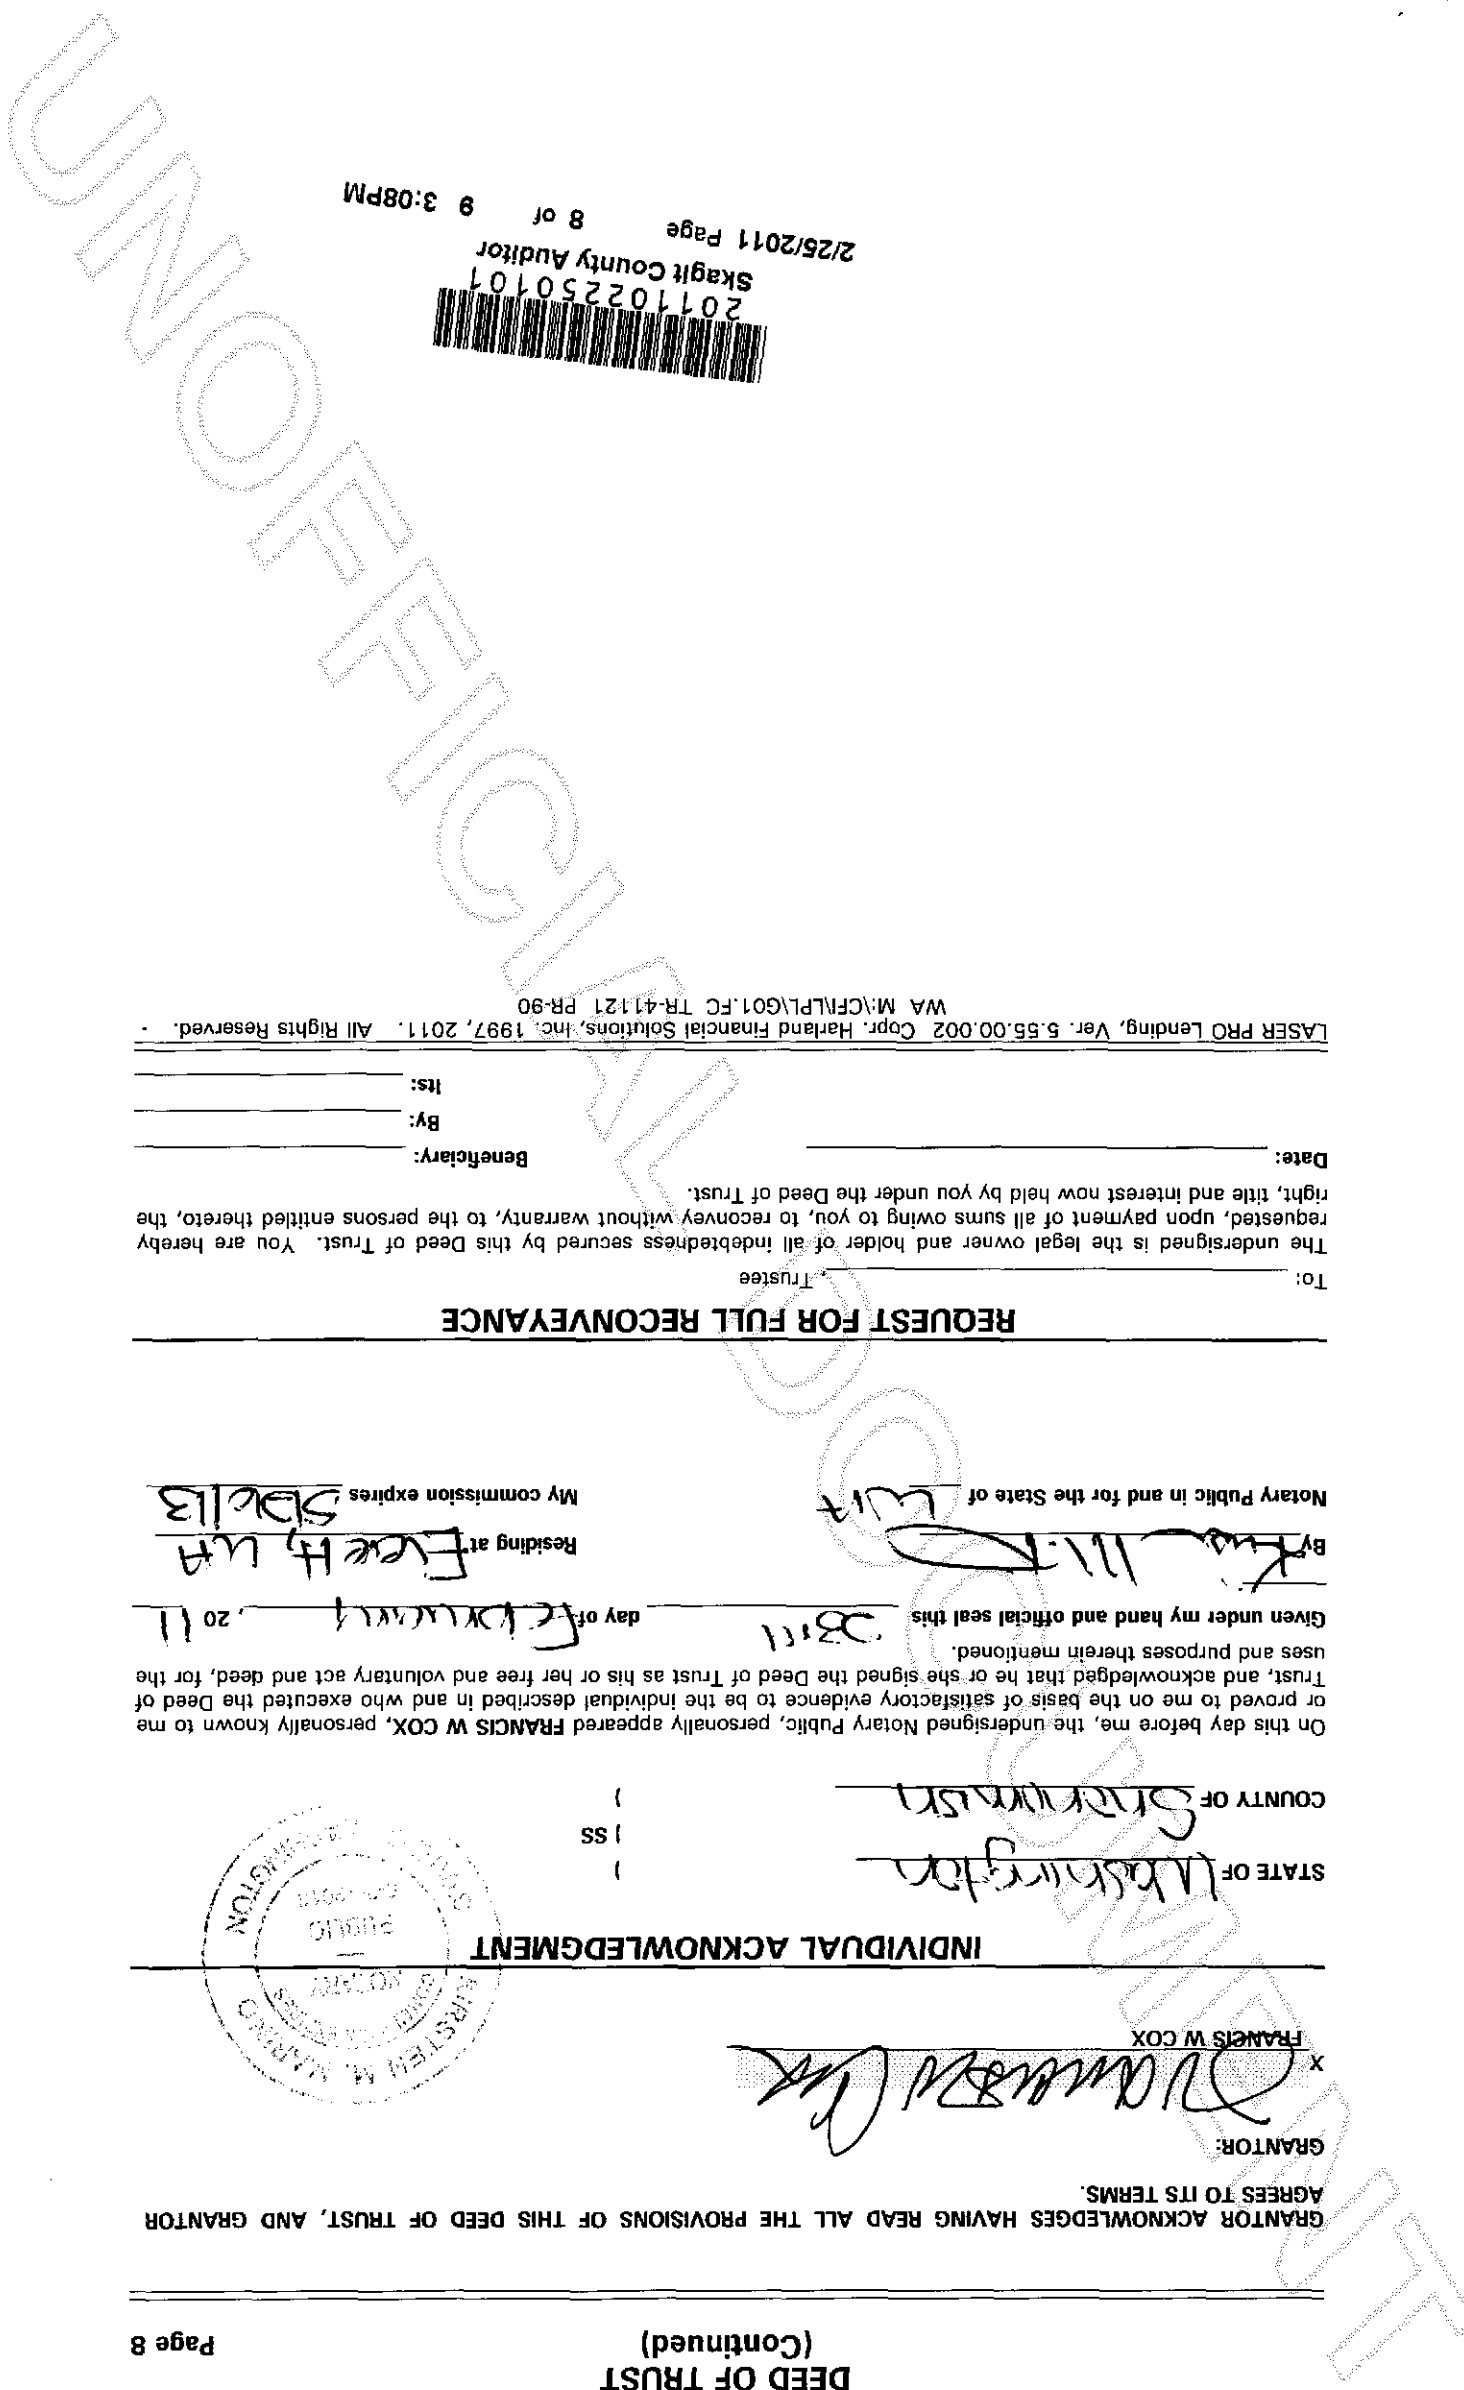 DEED OF TRUST
(Continued)
Page 8
GRANTOR ACKNOWLEDGES HAVING READ ALL THE PROVISIONS OF THIS DEED OF TRUST, AND GRANTOR
AGREES TO ITS TERMS.
GRANTOR:
X
FRANCIS W COX
INDIVIDUAL ACKNOWLEDGMENT
KIRSTEN M. MARINO
NOTARY
PUBLIC
STATE OF Washington )
) SS
COUNTY OF Snohomish )
On this day before me, the undersigned Notary Public, personally appeared FRANCIS W COX, personally known to me
or proved to me on the basis of satisfactory evidence to be the individual described in and who executed the Deed of
Trust, and acknowledged that he or she signed the Deed of Trust as his or her free and voluntary act and deed, for the
uses and purposes therein mentioned.
Given under my hand and official seal this 23rd day of February, 20 11
By Residing at Everett, WA
Notary Public in and for the State of WA My commission expires
REQUEST FOR FULL RECONVEYANCE
To: , Trustee
The undersigned is the legal owner and holder of all indebtedness secured by this Deed of Trust. You are hereby
requested, upon payment of all sums owing to you, to reconvey without warranty, to the persons entitled thereto, the
right, title and interest now held by you under the Deed of Trust.
Date: Beneficiary:
By:
Its:
LASER PRO Lending, Ver. 5.55.00.002 Copr. Harland Financial Solutions, Inc. 1997, 2011. All Rights Reserved. -
WA M:\CFI\LPL\G01.FC TR-41121 PR-90
201102250101
Skagit County Auditor
2/25/2011 Page 8 of 9 3:08PM
UNOFFICIAL DOCUMENT